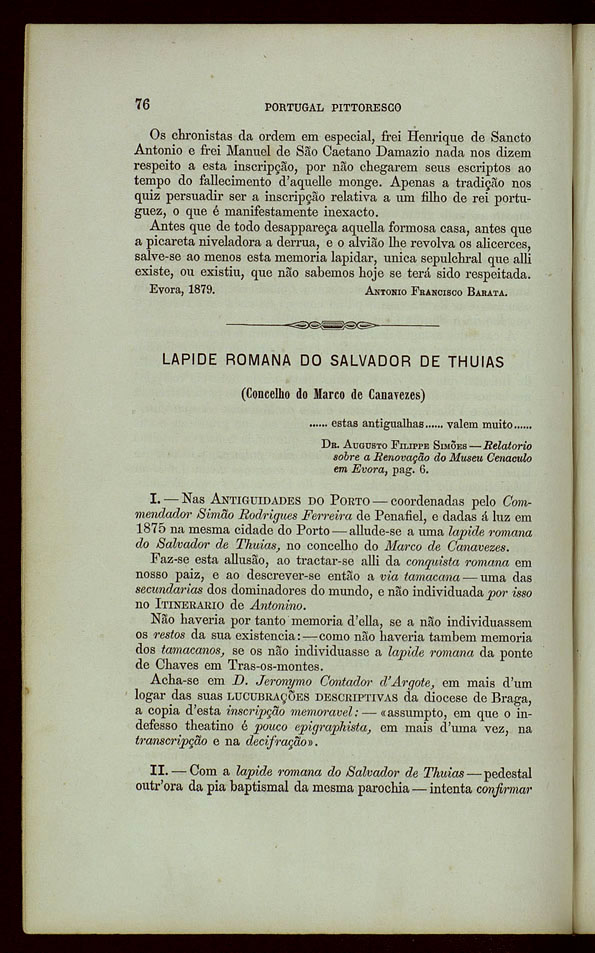 76
PORTUGAL PITTORESCO
Os chronistas da ordem em especial, frei Henrique de Sancto
Antonio e frei Manuel de São Caetano Damazio nada nos dizem
respeito a esta inscripção, por não chegarem seus escriptos ao
tempo do fallecimento d'aquelle monge. Apenas a tradição nos
quiz persuadir ser a inscripção relativa a um filho de rei portu-
guez, o que é manifestamente inexacto.
Antes que de todo desappareça aquella formosa casa, antes que
a picareta niveladora a derrua, e o alvião lhe revolva os alicerces,
salve-se ao menos esta memoria lapidar, unica sepulchral que alli
existe, ou existiu, que não sabemos hoje se terá sido respeitada.
Evora, 1879. ANTONIO FRANCISCO BARATA.
LAPIDE ROMANA DO SALVADOR DE THUIAS
(Concelho do Marco de Canavezes)
...... estas antigualhas...... valem muito......
DR. AUGUSTO FILIPPE SIMÕES — Relatorio
sobre a Renovação do Museu Cenaculo
em Evora, pag. 6.
I. — NAS ANTIGUIDADES DO PORTO — coordenadas pelo Com-
mendador Simão Rodrigues Ferreira de Penafiel, e dadas á luz em
1875 na mesma cidade do Porto — allude-se a uma lapide romana
do Salvador de Thuias, no concelho do Marco de Canavezes.
Faz-se esta allusão, ao tractar-se alli da conquista romana em
nosso paiz, e ao descrever-se então a via tamacana — uma das
secundarias dos dominadores do mundo, e não individuada por isso
no ITINERARIO de Antonino.
Não haveria por tanto memoria d'ella, se a não individuassem
os restos da sua existencia: — como não haveria tambem memoria
dos tamacanos, se os não individuasse a lapide romana da ponte
de Chaves em Tras-os-montes.
Acha-se em D. Jeronymo Contador d'Argote, em mais d'um
logar das suas LUCUBRAÇÕES DESCRIPTIVAS da diocese de Braga,
a copia d'esta inscripção memoravel: — «assumpto, em que o in-
defesso theatino é pouco epigraphista, em mais d'uma vez, na
transcripção e na decifração».
II. — Com a lapide romana do Salvador de Thuias — pedestal
outr'ora da pia baptismal da mesma parochia — intenta confirmar